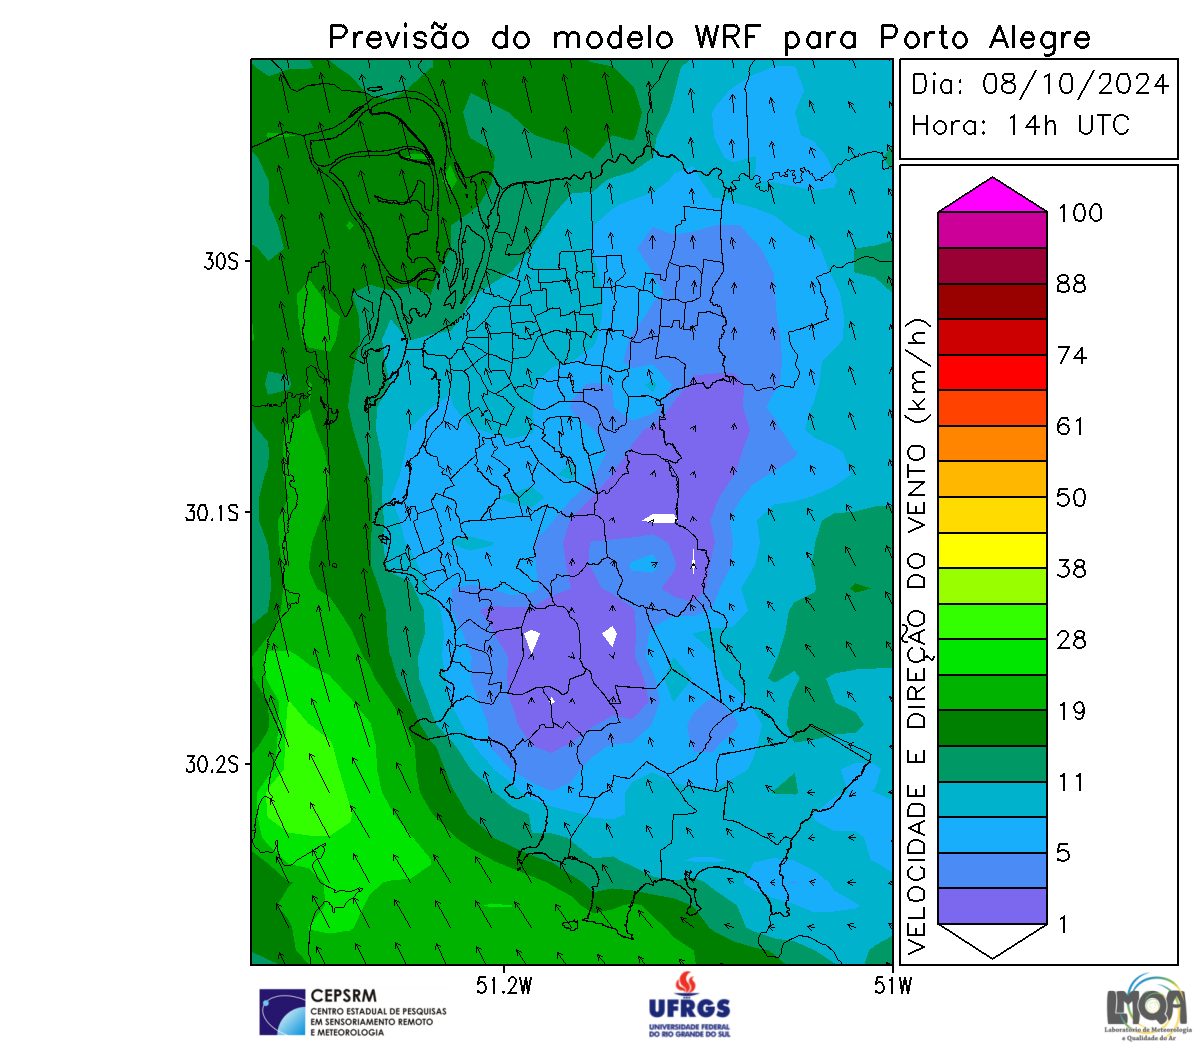 Previsão do modelo WRF para Porto Alegre
Dia: 08/10/2024
Hora: 14h UTC
VELOCIDADE E DIREÇÃO DO VENTO (km/h)
100
88
74
61
50
38
28
19
11
5
1
30S
30.1S
30.2S
51.2W
51W
CEPSRM
CENTRO ESTADUAL DE PESQUISAS
EM SENSORIAMENTO REMOTO
E METEOROLOGIA
UFRGS
UNIVERSIDADE FEDERAL
DO RIO GRANDE DO SUL
LMQA
Laboratório de Meteorologia
e Qualidade do Ar